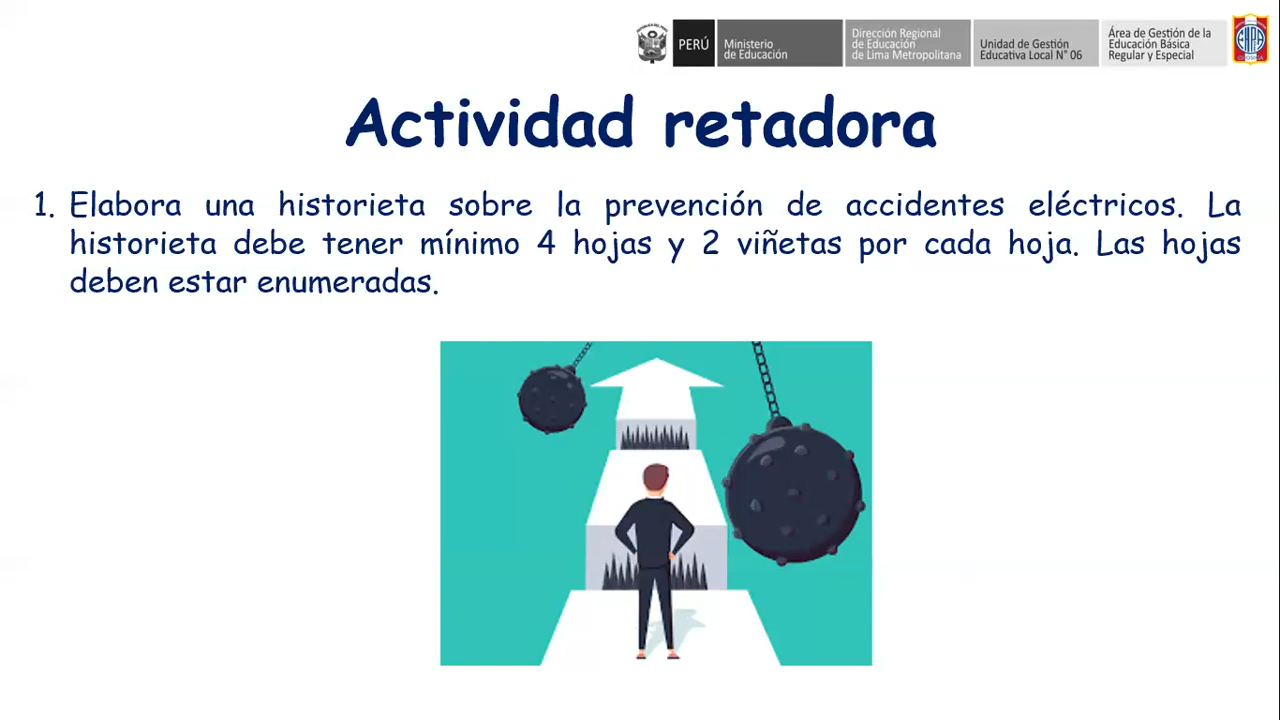 PERÚ
Ministerio
de Educación
Dirección Regional
de Educación
de Lima Metropolitana
Unidad de Gestión
Educativa Local N° 06
Área de Gestión de la
Educación Básica
Regular y Especial
Actividad retadora
1. Elabora una historieta sobre la prevención de accidentes eléctricos. La
historieta debe tener mínimo 4 hojas y 2 viñetas por cada hoja. Las hojas
deben estar enumeradas.